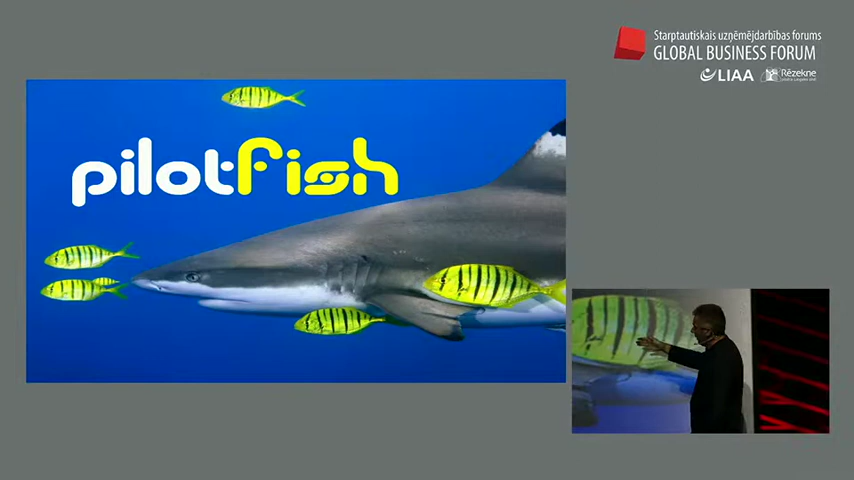 Starptautiskais uzņēmējdarbības forums
GLOBAL BUSINESS FORUM
LIAA Rēzekne
pilotfish